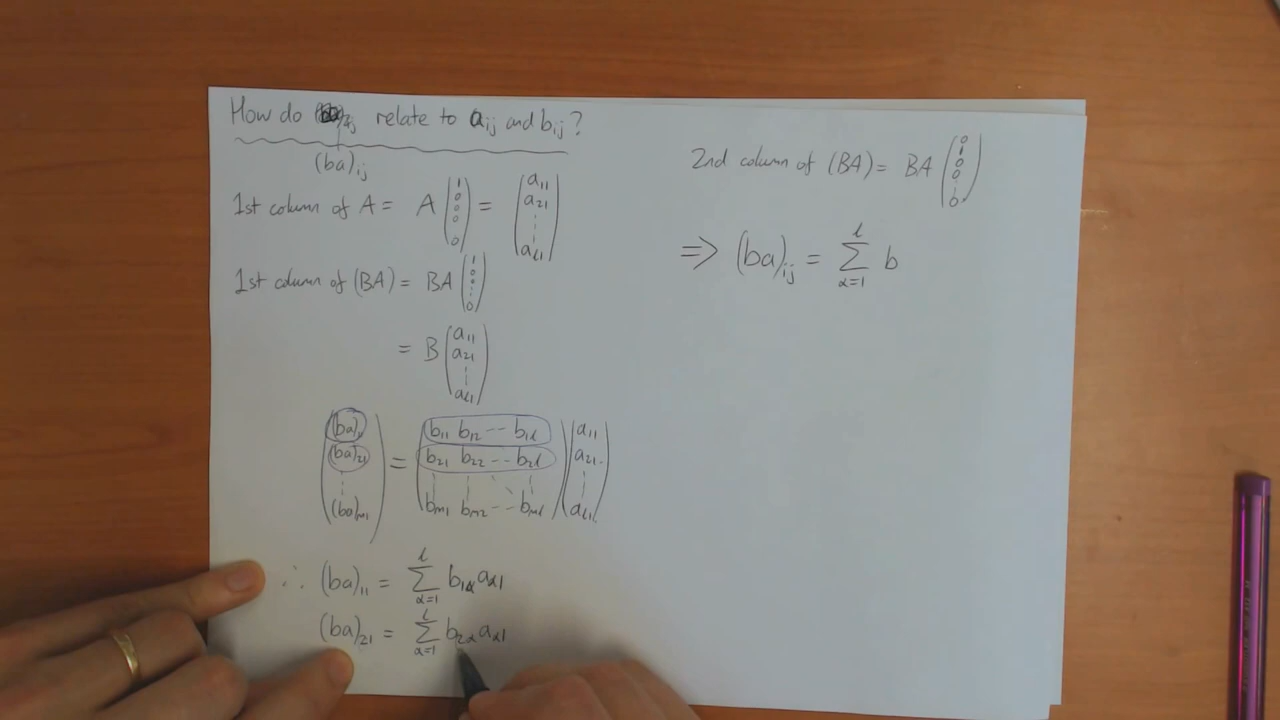 How do (ba)ij relate to aij and bij?
(ba)ij
1st column of A = A (1 0 0 0 0) = (a11 a21 ⋮ aℓ1)
1st column of (BA) = BA (1 0 0 ⋮ 0)
= B (a11 a21 ⋮ aℓ1)
((ba)11 (ba)21 ⋮ (ba)m1) = (b11 b12 -- b1ℓ
b21 b22 -- b2ℓ
bm1 bm2 -- bmℓ) (a11 a21 ⋮ aℓ1)
∴ (ba)11 = ℓ∑α=1 b1α aα1
(ba)21 = ℓ∑α=1 b2α aα1
2nd column of (BA) = BA (0 1 0 0 ⋮ 0)
⇒ (ba)ij = ℓ∑α=1 b